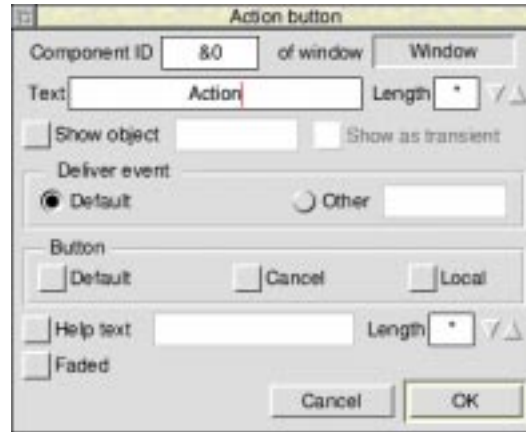 Action button
Component ID &0 of window Window
Text Action Length *
Show object Show as transient
Deliver event
Default Other
Button
Default Cancel Local
Help text Length *
Faded
Cancel OK